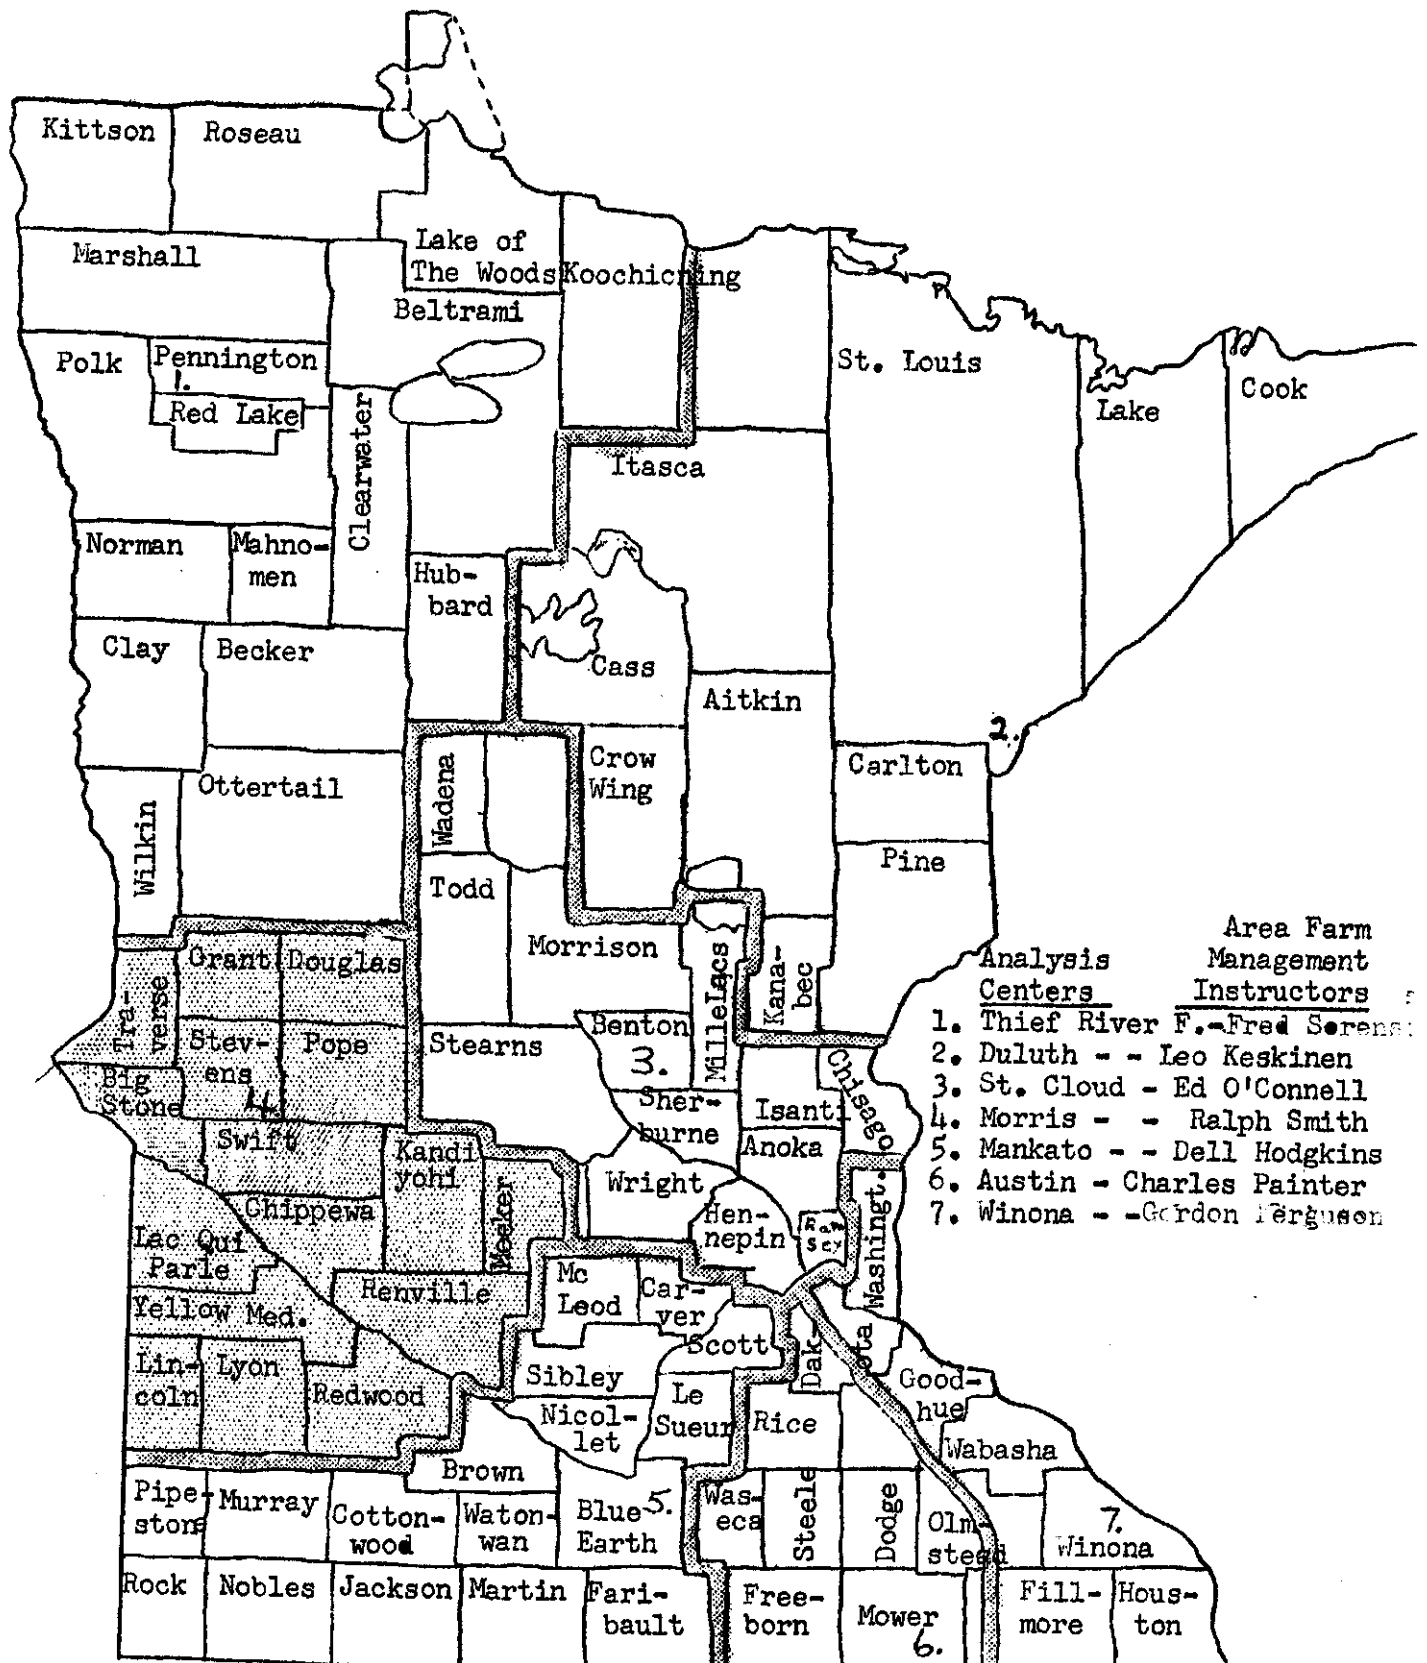 Kittson
Roseau
Lake of
The Woods
Koochiching
Marshall
Beltrami
Polk
Pennington
1.
Red Lake
Clearwater
St. Louis
Lake
Cook
Itasca
Norman
Mahno-
men
Hub-
bard
Cass
Clay
Becker
Aitkin
2.
Carlton
Crow
Wing
Wadena
Ottertail
Wilkin
Todd
Pine
Morrison
Mille Lacs
Kana-
bec
Grant
Douglas
Tra-
verse
Stev-
ens
4.
Pope
Stearns
Benton
3.
Big
Stone
Sher-
burne
Isanti
Chisago
Swift
Kandi
yohi
Anoka
Meeker
Wright
Chippewa
Hen-
nepin
Ram
sey
Washingt.
Lac Qui
Parle
Renville
Mc
Leod
Car-
ver
Yellow Med.
Scott
Dak-
ota
Lin-
coln
Lyon
Redwood
Sibley
Le
Sueur
Good-
hue
Nicol-
let
Rice
Wabasha
Brown
Pipe-
stone
Murray
Cotton-
wood
Waton-
wan
Blue
Earth
5.
Was-
eca
Steele
Dodge
Olm-
stead
7.
Winona
Rock
Nobles
Jackson
Martin
Fari-
bault
Free-
born
Mower
6.
Fill-
more
Hous-
ton
Area Farm
Analysis Management
Centers Instructors
1. Thief River F.-Fred Sorens
2. Duluth - - Leo Keskinen
3. St. Cloud - Ed O'Connell
4. Morris - - Ralph Smith
5. Mankato - - Dell Hodgkins
6. Austin - Charles Painter
7. Winona - -Gordon Ferguson